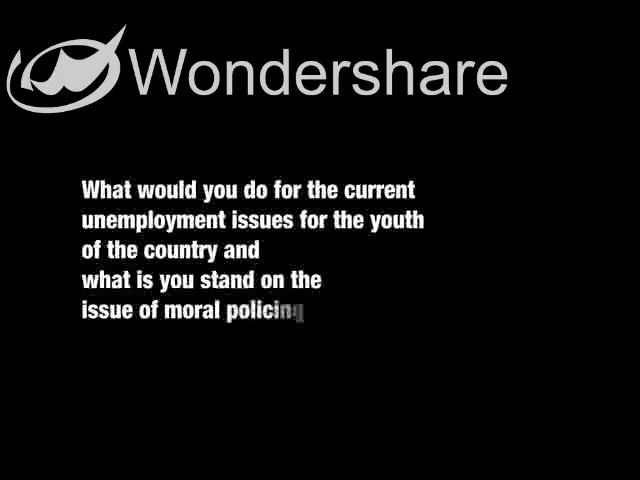 Wondershare
What would you do for the current
unemployment issues for the youth
of the country and
what is you stand on the
issue of moral policing